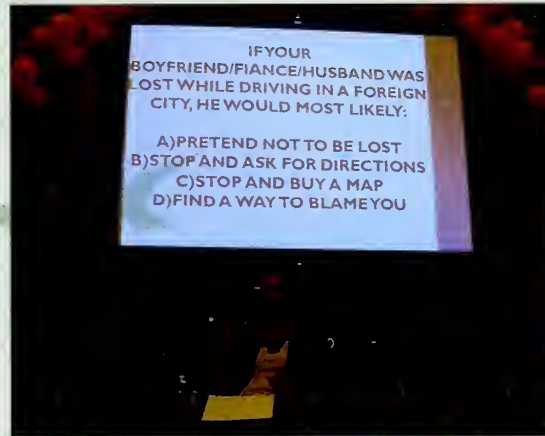 IF YOUR
BOYFRIEND/FIANCE/HUSBAND WAS
LOST WHILE DRIVING IN A FOREIGN
CITY, HE WOULD MOST LIKELY:
A)PRETEND NOT TO BE LOST
B)STOP AND ASK FOR DIRECTIONS
C)STOP AND BUY A MAP
D)FIND A WAY TO BLAME YOU